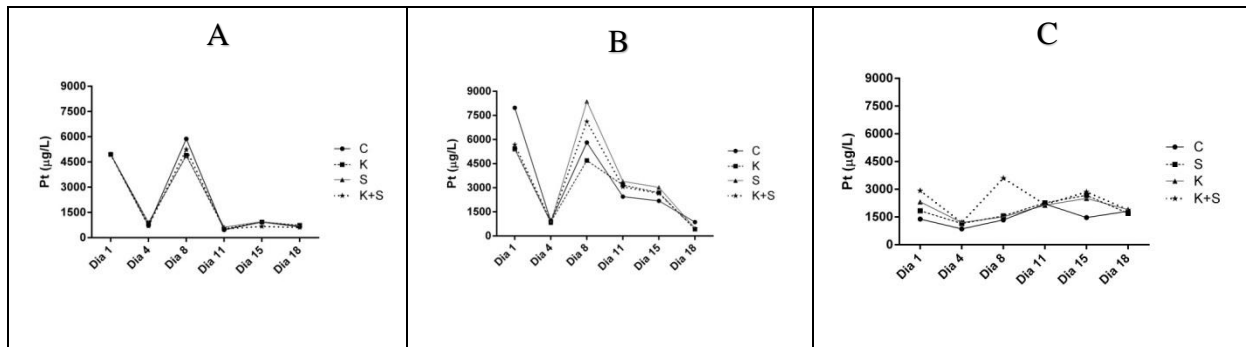 A
Pt (µg/L)
9000
7500
6000
4500
3000
1500
0
Dia 1
Dia 4
Dia 8
Dia 11
Dia 15
Dia 18
C
K
S
K+S
B
Pt (µg/L)
9000
7500
6000
4500
3000
1500
0
Dia 1
Dia 4
Dia 8
Dia 11
Dia 15
Dia 18
C
K
S
K+S
C
Pt (µg/L)
9000
7500
6000
4500
3000
1500
0
Dia 1
Dia 4
Dia 8
Dia 11
Dia 15
Dia 18
C
S
K
K+S